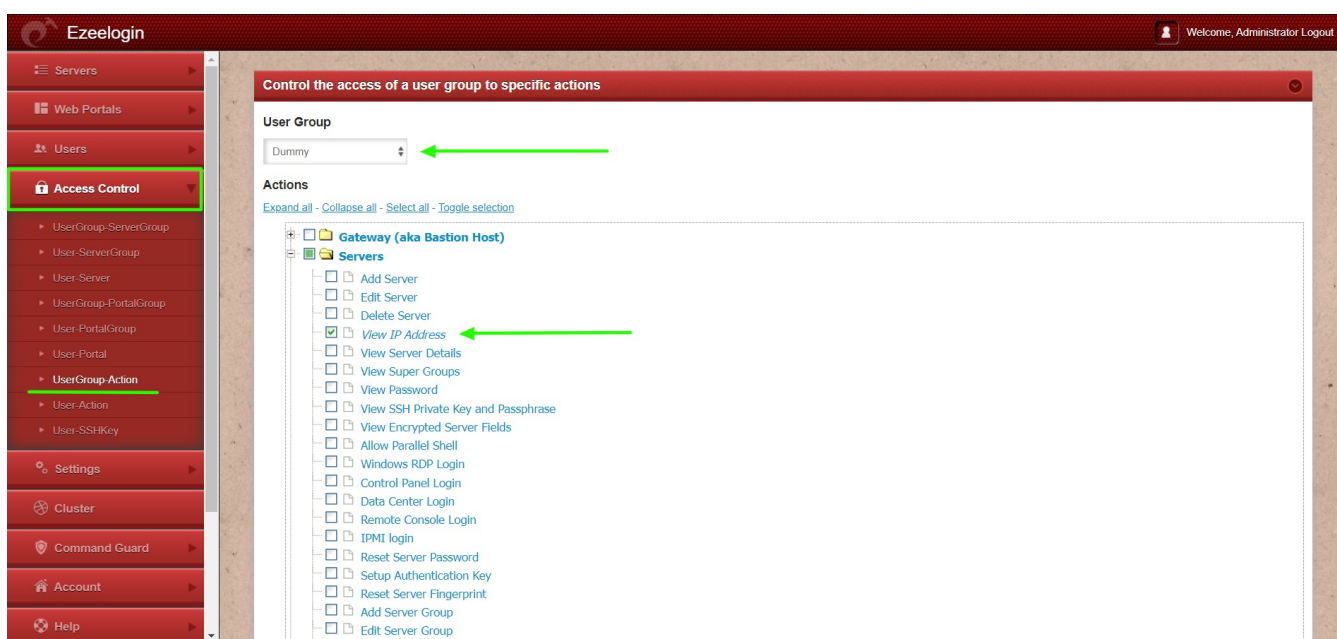 Ezeelogin
Welcome, Administrator Logout
Servers
Web Portals
Users
Access Control
UserGroup-ServerGroup
User-ServerGroup
User-Server
UserGroup-PortalGroup
User-PortalGroup
User-Portal
UserGroup-Action
User-Action
User-SSHKey
Settings
Cluster
Command Guard
Account
Help
Control the access of a user group to specific actions
User Group
Dummy
Actions
Expand all - Collapse all - Select all - Toggle selection
Gateway (aka Bastion Host)
Servers
Add Server
Edit Server
Delete Server
View IP Address
View Server Details
View Super Groups
View Password
View SSH Private Key and Passphrase
View Encrypted Server Fields
Allow Parallel Shell
Windows RDP Login
Control Panel Login
Data Center Login
Remote Console Login
IPMI login
Reset Server Password
Setup Authentication Key
Reset Server Fingerprint
Add Server Group
Edit Server Group